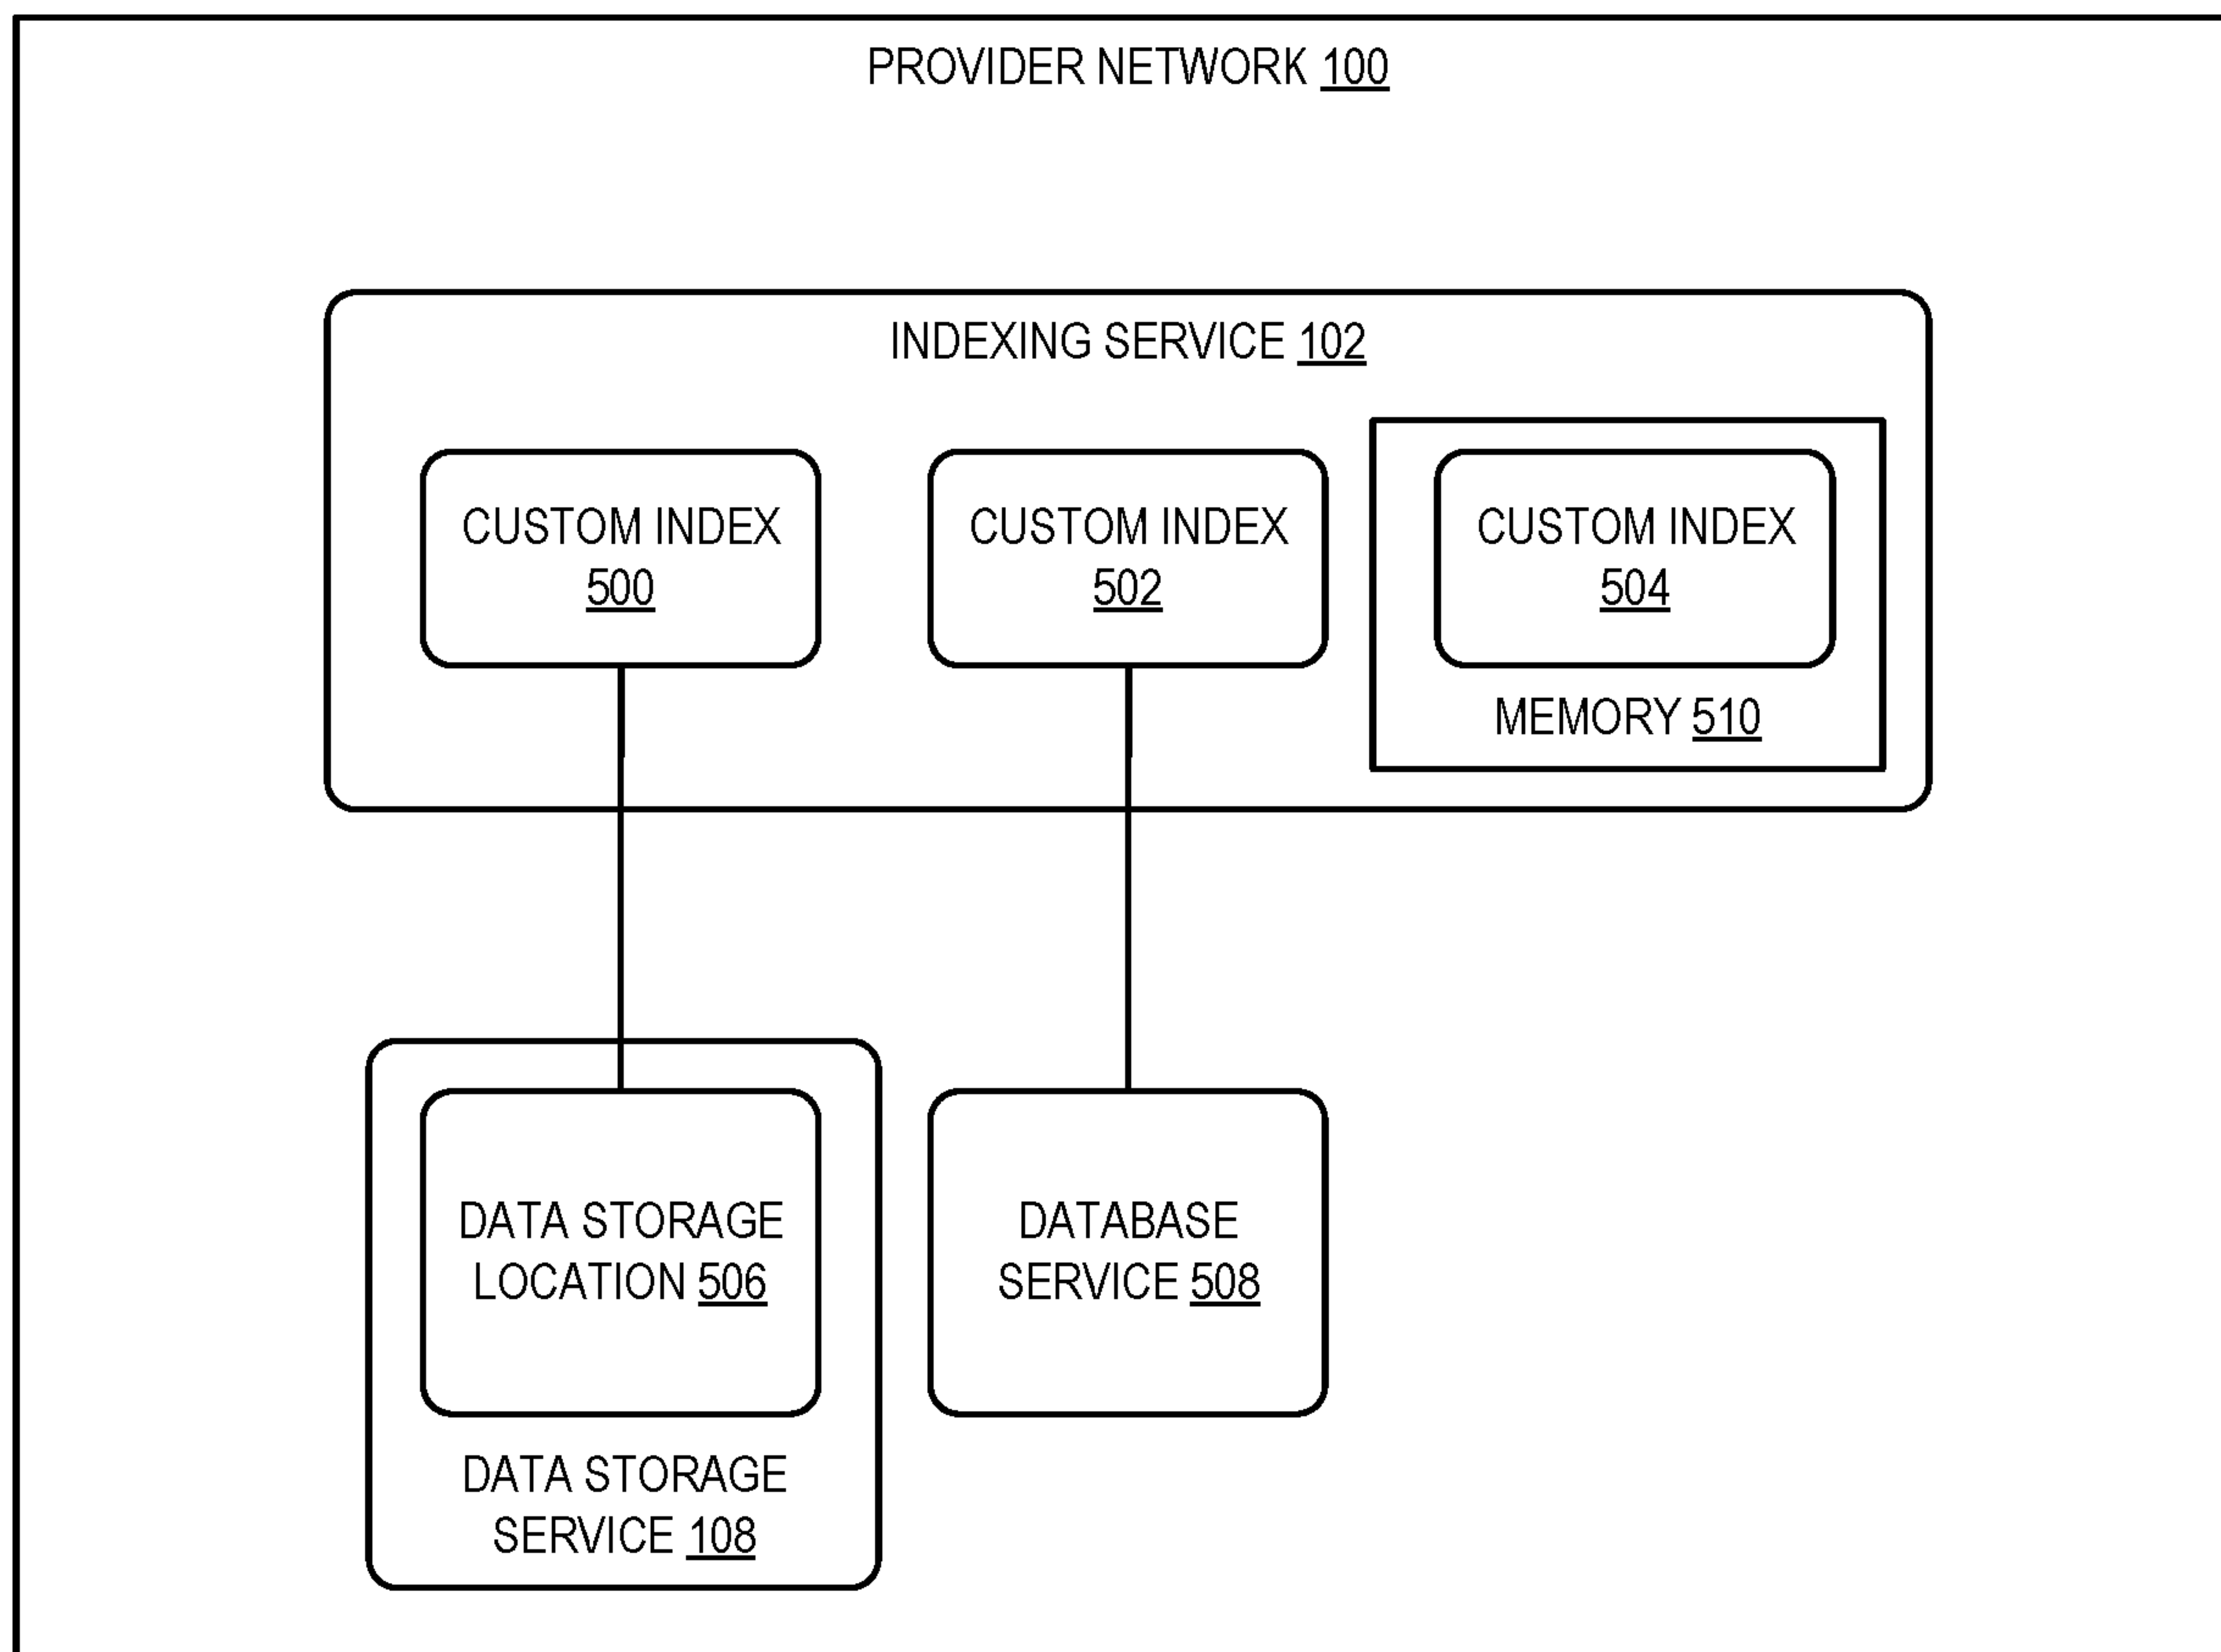 PROVIDER NETWORK 100
INDEXING SERVICE 102
CUSTOM INDEX
500
CUSTOM INDEX
502
CUSTOM INDEX
504
MEMORY 510
DATA STORAGE
LOCATION 506
DATABASE
SERVICE 508
DATA STORAGE
SERVICE 108